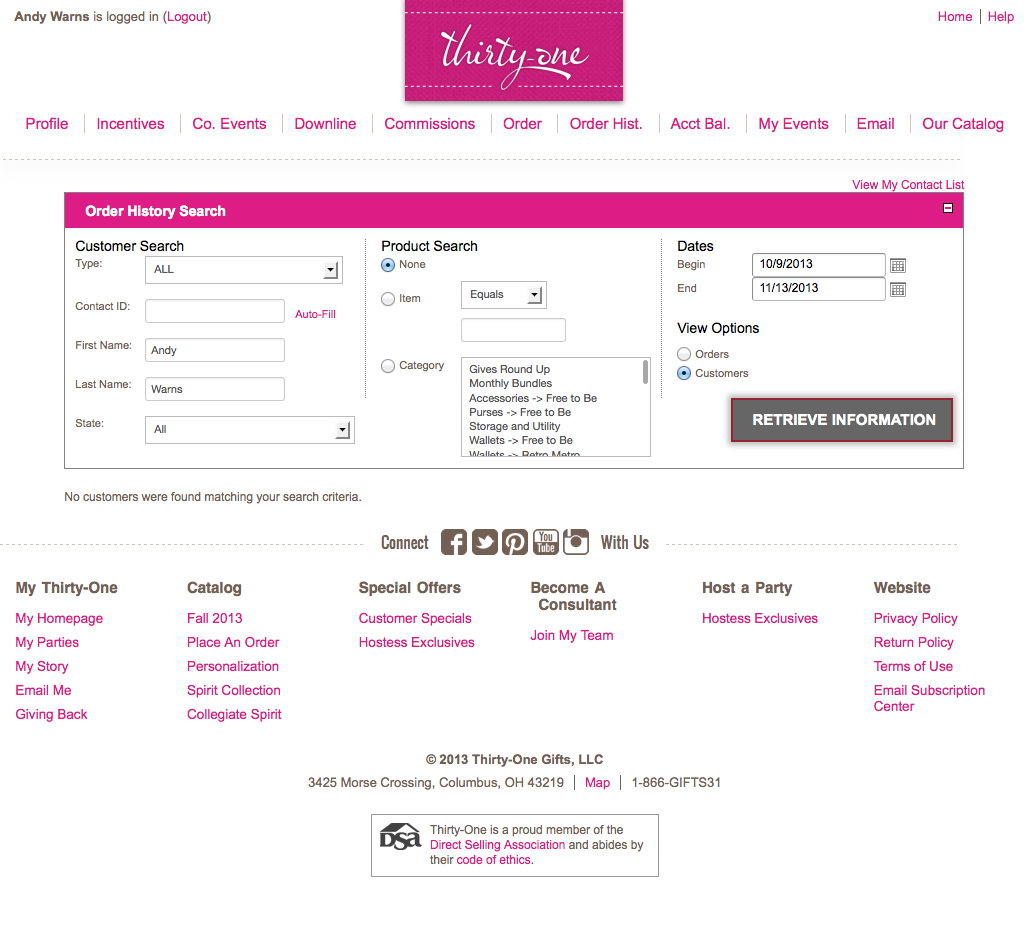 Andy Warns is logged in (Logout)
Home | Help
thirty-one
Profile | Incentives | Co. Events | Downline | Commissions | Order | Order Hist. | Acct Bal. | My Events | Email | Our Catalog
View My Contact List
Order History Search
Customer Search
Type: ALL
Contact ID: Auto-Fill
First Name: Andy
Last Name: Warns
State: All
Product Search
None
Item Equals
Category
Gives Round Up
Monthly Bundles
Accessories -> Free to Be
Purses -> Free to Be
Storage and Utility
Wallets -> Free to Be
Wallets -> Retro Metro
Dates
Begin 10/9/2013
End 11/13/2013
View Options
Orders
Customers
RETRIEVE INFORMATION
No customers were found matching your search criteria.
Connect
You
Tube
With Us
My Thirty-One
My Homepage
My Parties
My Story
Email Me
Giving Back
Catalog
Fall 2013
Place An Order
Personalization
Spirit Collection
Collegiate Spirit
Special Offers
Customer Specials
Hostess Exclusives
Become A
Consultant
Join My Team
Host a Party
Hostess Exclusives
Website
Privacy Policy
Return Policy
Terms of Use
Email Subscription
Center
© 2013 Thirty-One Gifts, LLC
3425 Morse Crossing, Columbus, OH 43219 | Map | 1-866-GIFTS31
DSA
Thirty-One is a proud member of the
Direct Selling Association and abides by
their code of ethics.